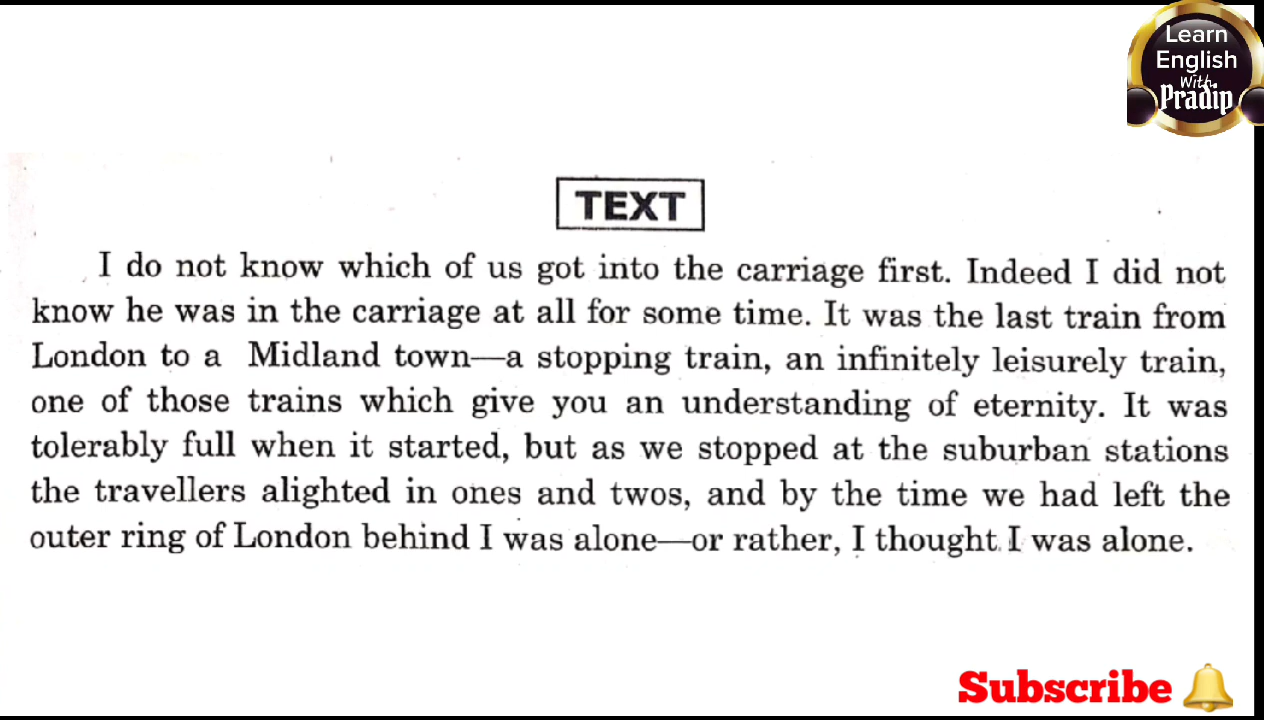 Learn
English
With
Pradip
TEXT
I do not know which of us got into the carriage first. Indeed I did not
know he was in the carriage at all for some time. It was the last train from
London to a Midland town—a stopping train, an infinitely leisurely train,
one of those trains which give you an understanding of eternity. It was
tolerably full when it started, but as we stopped at the suburban stations
the travellers alighted in ones and twos, and by the time we had left the
outer ring of London behind I was alone—or rather, I thought I was alone.
Subscribe